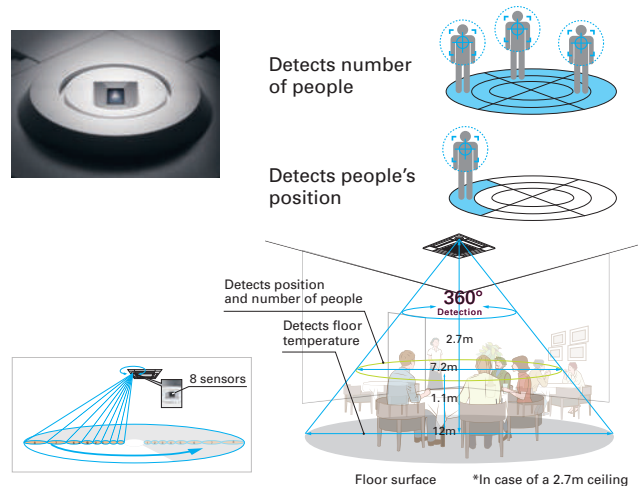 Detects number
of people
Detects people's
position
Detects position
and number of people
360°
Detection
Detects floor
temperature
2.7m
7.2m
1.1m
12m
8 sensors
Floor surface
*In case of a 2.7m ceiling